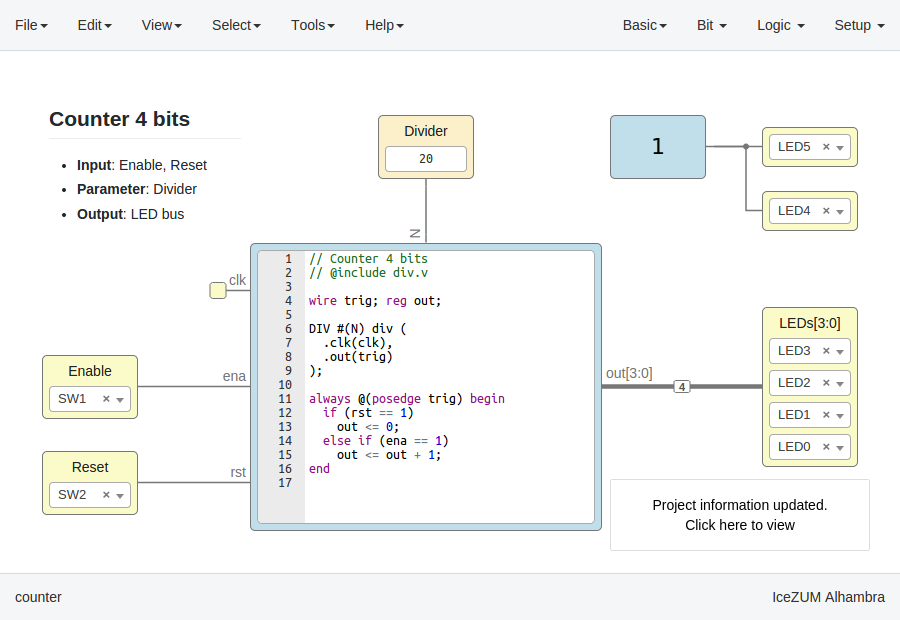 File Edit View Select Tools Help Basic Bit Logic Setup
Counter 4 bits
Input: Enable, Reset
Parameter: Divider
Output: LED bus
Divider
20
N
1
LED5 ×
LED4 ×
clk
Enable
SW1 ×
ena
Reset
SW2 ×
rst
1 // Counter 4 bits
2 // @include div.v
3
4 wire trig; reg out;
5
6 DIV #(N) div (
7 .clk(clk),
8 .out(trig)
9 );
10
11 always @(posedge trig) begin
12 if (rst == 1)
13 out <= 0;
14 else if (ena == 1)
15 out <= out + 1;
16 end
17
out[3:0]
4
LEDs[3:0]
LED3 ×
LED2 ×
LED1 ×
LED0 ×
Project information updated.
Click here to view
counter
IceZUM Alhambra